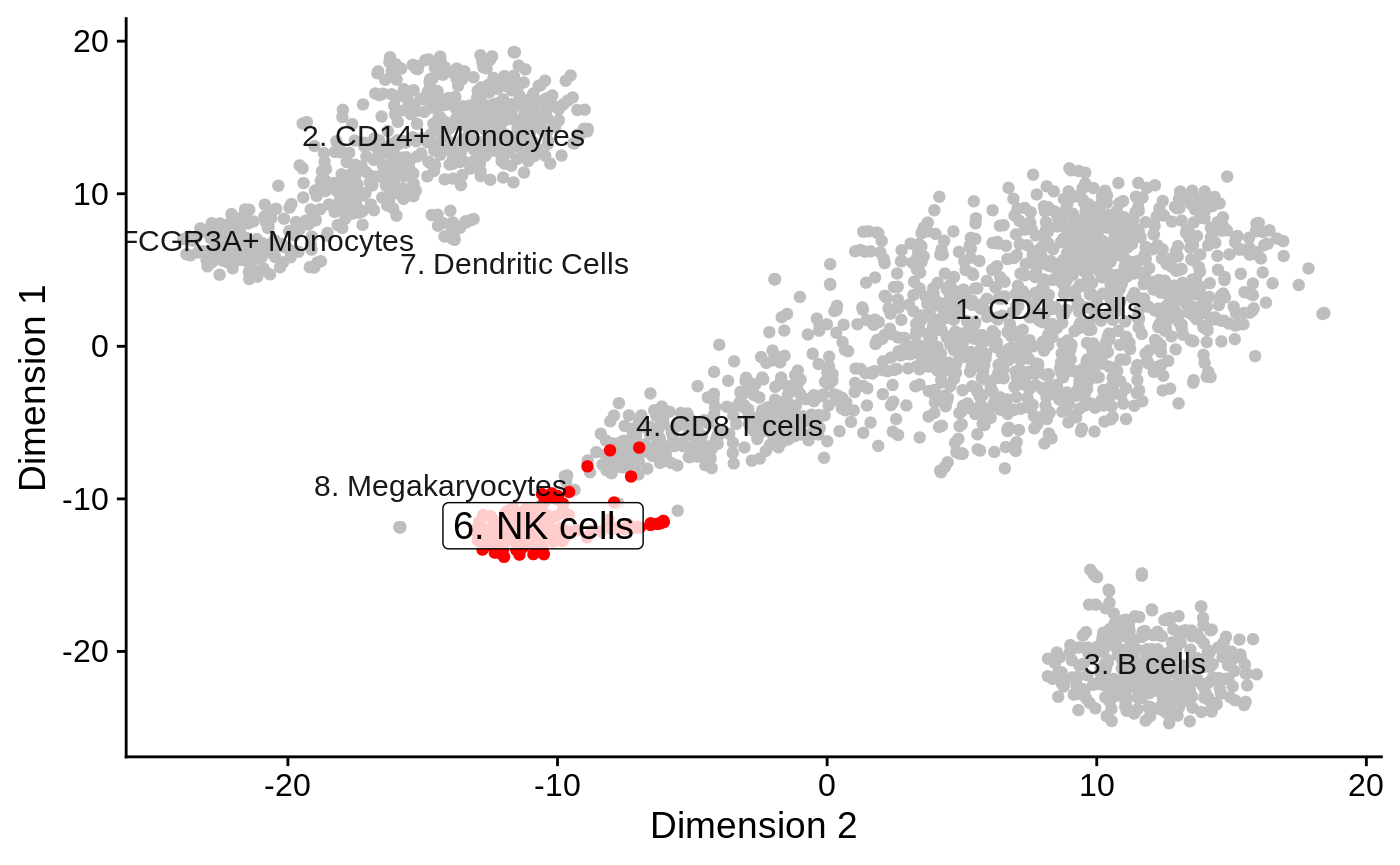 20
2. CD14+ Monocytes
10
FCGR3A+ Monocytes
7. Dendritic Cells
1. CD4 T cells
0
4. CD8 T cells
8. Megakaryocytes
-10
6. NK cells
-20
3. B cells
Dimension 1
-20
-10
0
10
20
Dimension 2